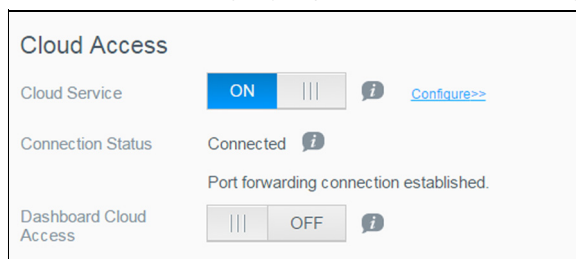 Cloud Access
Cloud Service ON Configure>>
Connection Status Connected
Port forwarding connection established.
Dashboard Cloud
Access
OFF